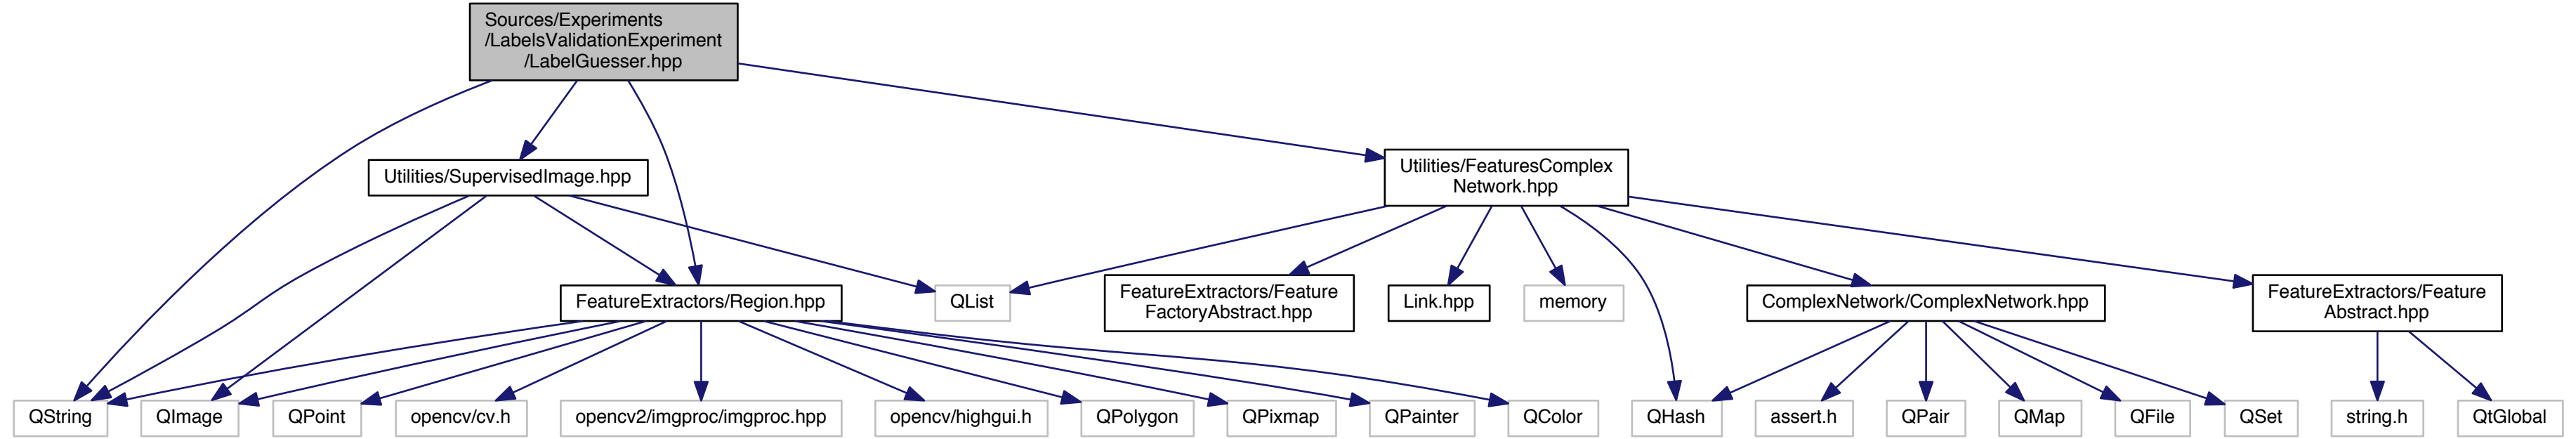 Sources/Experiments
/LabelsValidationExperiment
/LabelGuesser.hpp
Utilities/SupervisedImage.hpp
Utilities/FeaturesComplex
Network.hpp
FeatureExtractors/Region.hpp
QList
FeatureExtractors/Feature
FactoryAbstract.hpp
Link.hpp
memory
ComplexNetwork/ComplexNetwork.hpp
FeatureExtractors/Feature
Abstract.hpp
QString
QImage
QPoint
opencv/cv.h
opencv2/imgproc/imgproc.hpp
opencv/highgui.h
QPolygon
QPixmap
QPainter
QColor
QHash
assert.h
QPair
QMap
QFile
QSet
string.h
QtGlobal